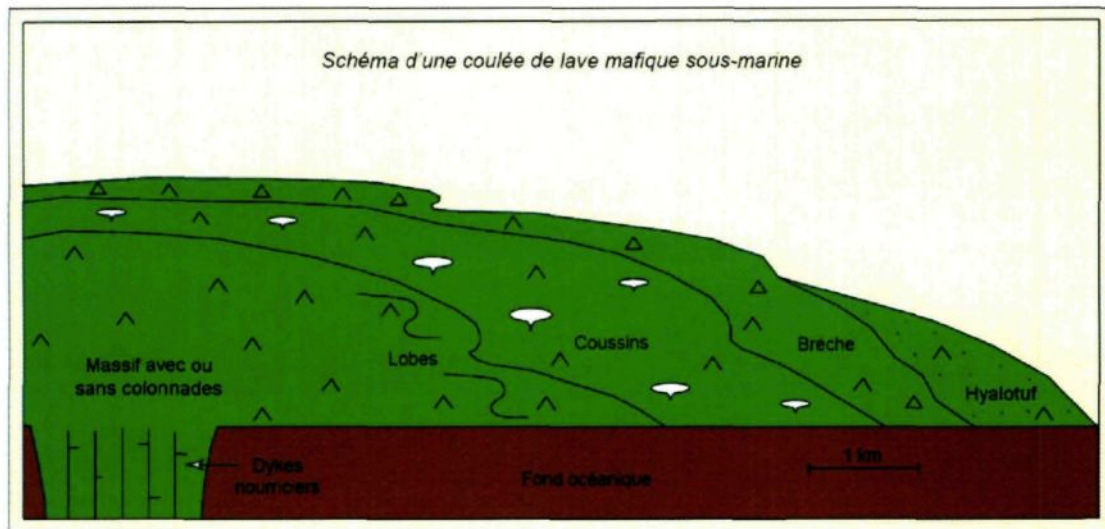 Schéma d'une coulée de lave mafique sous-marine
Massif avec ou
sans colonnades
Lobes
Coussins
Brèche
Hyalotuf
Dykes
nourriciers
Fond océanique
1 km